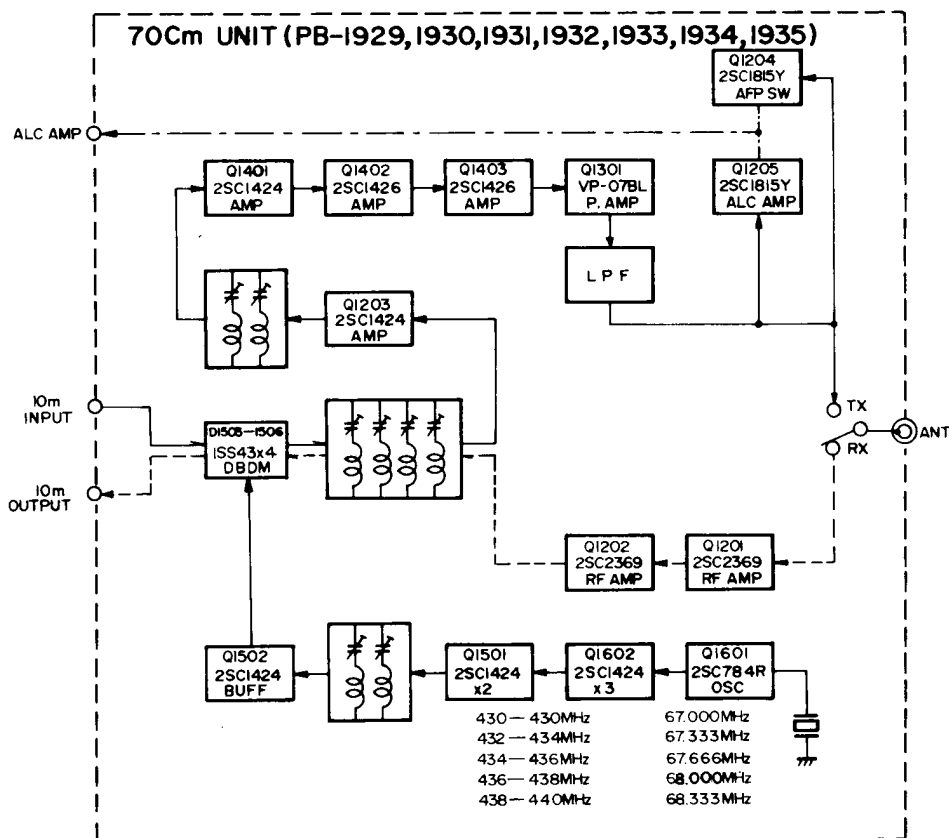 70Cm UNIT (PB-1929,1930,1931,1932,1933,1934,1935)
Q1204
2SC1815Y
AFP SW
ALC AMP
Q1401
2SC1424
AMP
Q1402
2SC1426
AMP
Q1403
2SC1426
AMP
Q1301
VP-07BL
P. AMP
Q1205
2SC1815Y
ALC AMP
LPF
Q1203
2SC1424
AMP
10m
INPUT
D1503-1506
1SS43x4
DBDM
TX
RX
ANT
10m
OUTPUT
Q1202
2SC2369
RF AMP
Q1201
2SC2369
RF AMP
Q1502
2SC1424
BUFF
Q1501
2SC1424
x2
Q1602
2SC1424
x3
Q1601
2SC784R
OSC
430-430MHz 67.000MHz
432-434MHz 67.333MHz
434-436MHz 67.666MHz
436-438MHz 68.000MHz
438-440MHz 68.333MHz